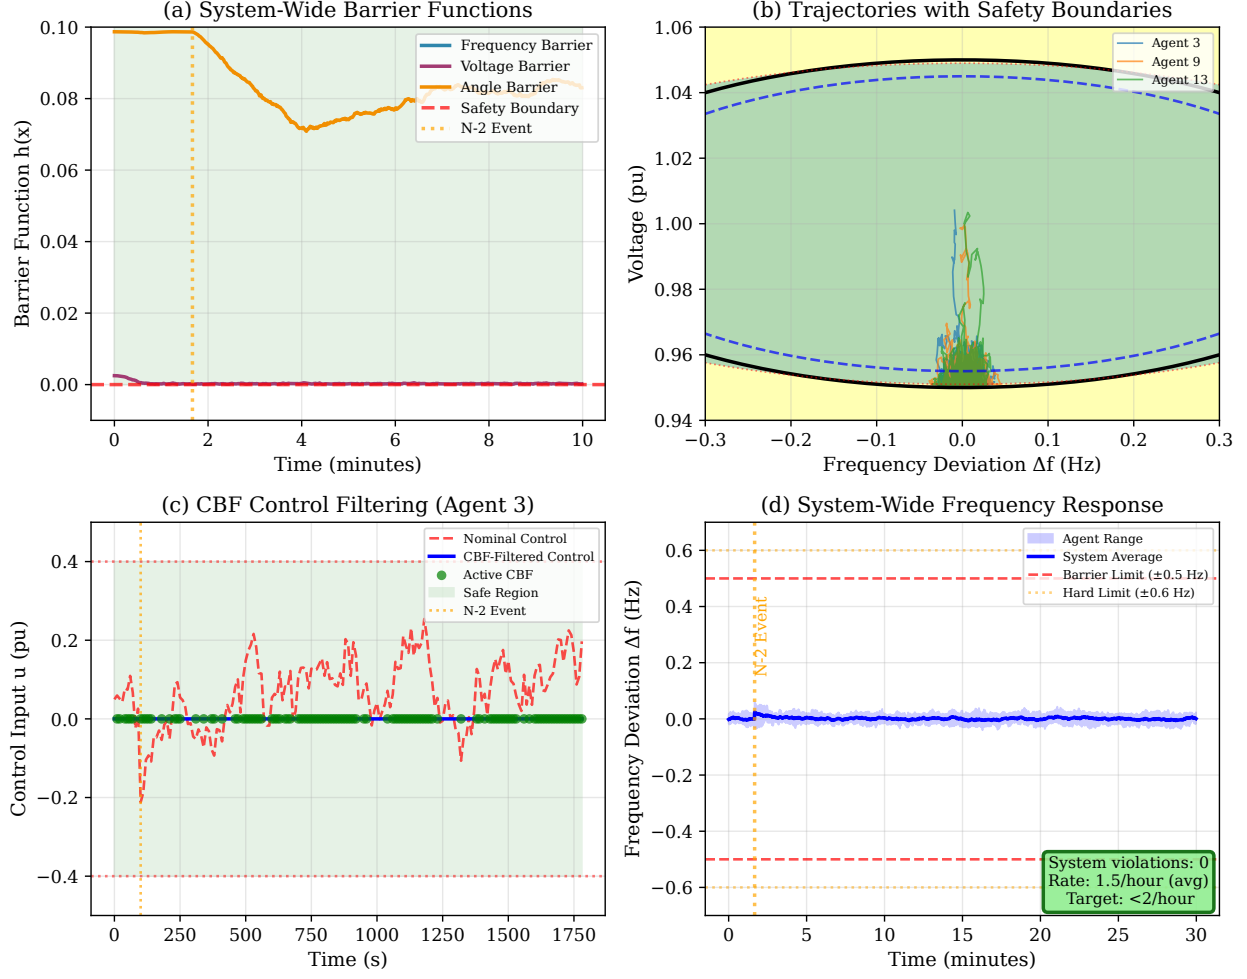 (a) System-Wide Barrier Functions
Barrier Function h(x)
0.10
0.08
0.06
0.04
0.02
0.00
Frequency Barrier
Voltage Barrier
Angle Barrier
Safety Boundary
N-2 Event
0
2
4
6
8
10
Time (minutes)
(b) Trajectories with Safety Boundaries
Voltage (pu)
1.06
1.04
1.02
1.00
0.98
0.96
0.94
Agent 3
Agent 9
Agent 13
−0.3
−0.2
−0.1
0.0
0.1
0.2
0.3
Frequency Deviation Δf (Hz)
(c) CBF Control Filtering (Agent 3)
Control Input u (pu)
0.4
0.2
0.0
−0.2
−0.4
Nominal Control
CBF-Filtered Control
Active CBF
Safe Region
N-2 Event
0
250
500
750
1000
1250
1500
1750
Time (s)
(d) System-Wide Frequency Response
Frequency Deviation Δf (Hz)
0.6
0.4
0.2
0.0
−0.2
−0.4
−0.6
Agent Range
System Average
Barrier Limit (±0.5 Hz)
Hard Limit (±0.6 Hz)
N-2 Event
System violations: 0
Rate: 1.5/hour (avg)
Target: <2/hour
0
5
10
15
20
25
30
Time (minutes)